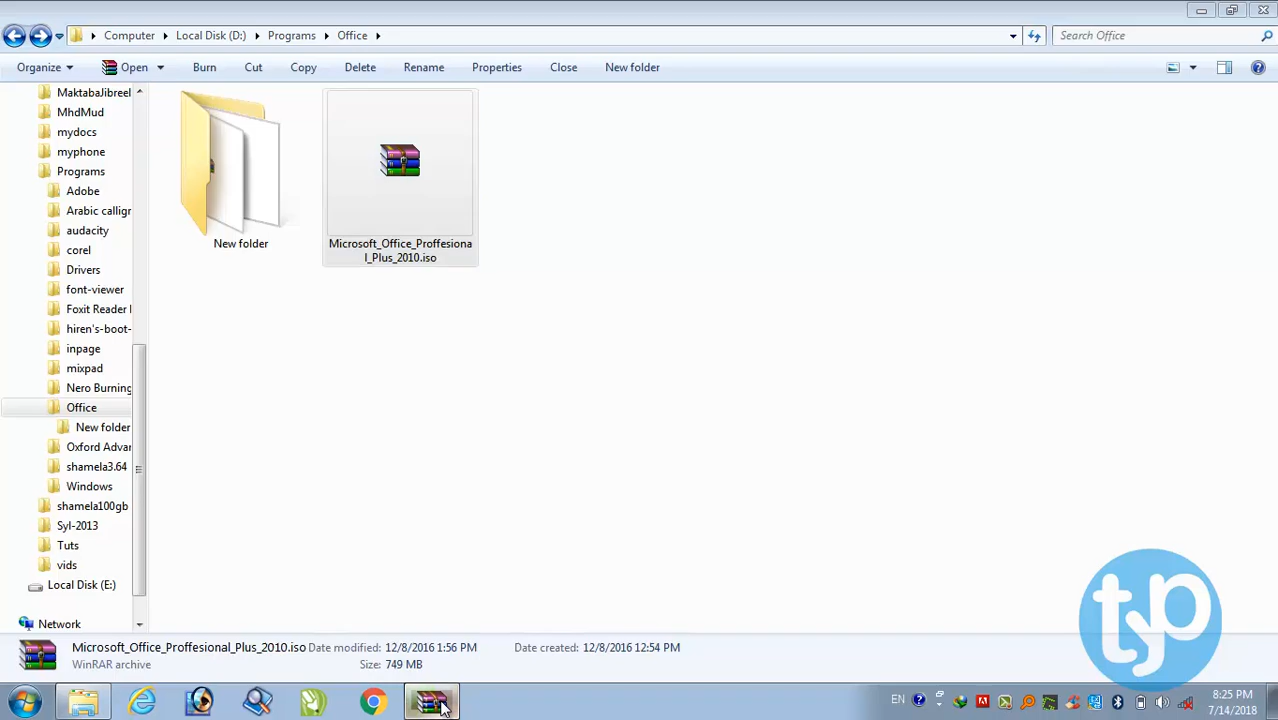 Computer Local Disk (D:) Programs Office
Search Office
Organize Open Burn Cut Copy Delete Rename Properties Close New folder
MaktabaJibreel
MhdMud
mydocs
myphone
Programs
Adobe
Arabic calligr
audacity
corel
Drivers
font-viewer
Foxit Reader
hiren's-boot-
inpage
mixpad
Nero Burning
Office
New folder
Oxford Advar
shamela3.64
Windows
shamela100gb
Syl-2013
Tuts
vids
Local Disk (E:)
Network
New folder
Microsoft_Office_Proffesiona
l_Plus_2010.iso
Microsoft_Office_Proffesional_Plus_2010.iso Date modified: 12/8/2016 1:56 PM Date created: 12/8/2016 12:54 PM
WinRAR archive Size: 749 MB
typ
EN
8:25 PM
7/14/2018